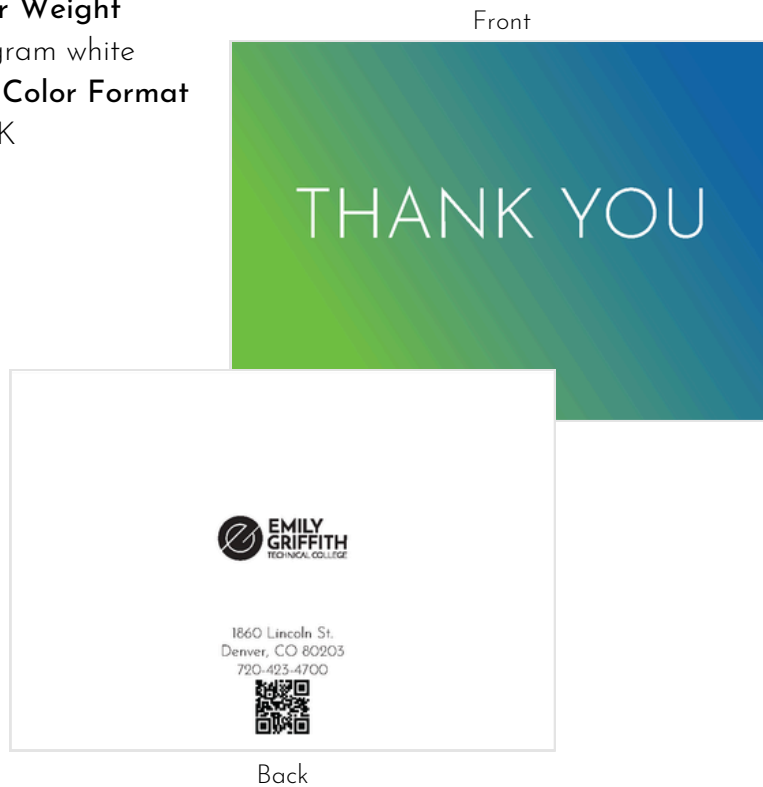 r Weight
gram white
Color Format
K
Front
THANK YOU
EMILY
GRIFFITH
TECHNICAL COLLEGE
1860 Lincoln St.
Denver, CO 80203
720-423-4700
Back